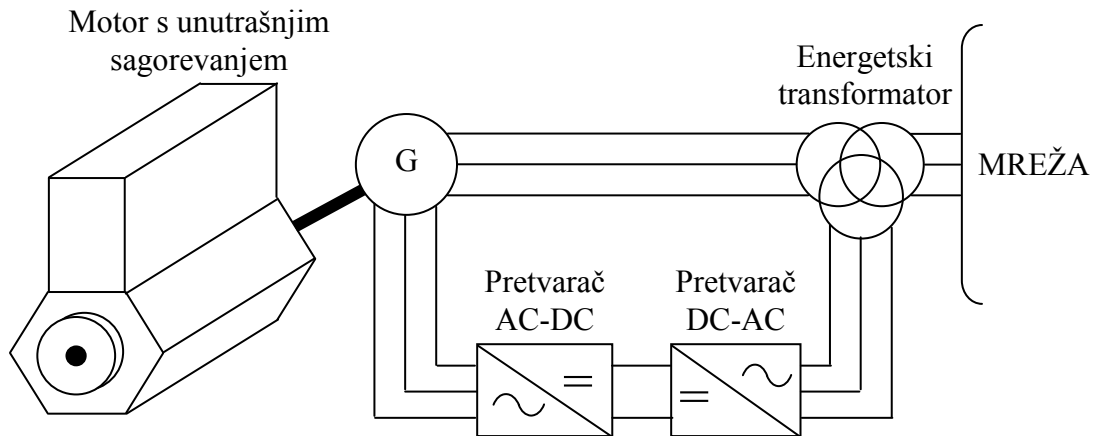 Motor s unutrašnjim
sagorevanjem
Energetski
transformator
G
MREŽA
Pretvarač
AC-DC
Pretvarač
DC-AC